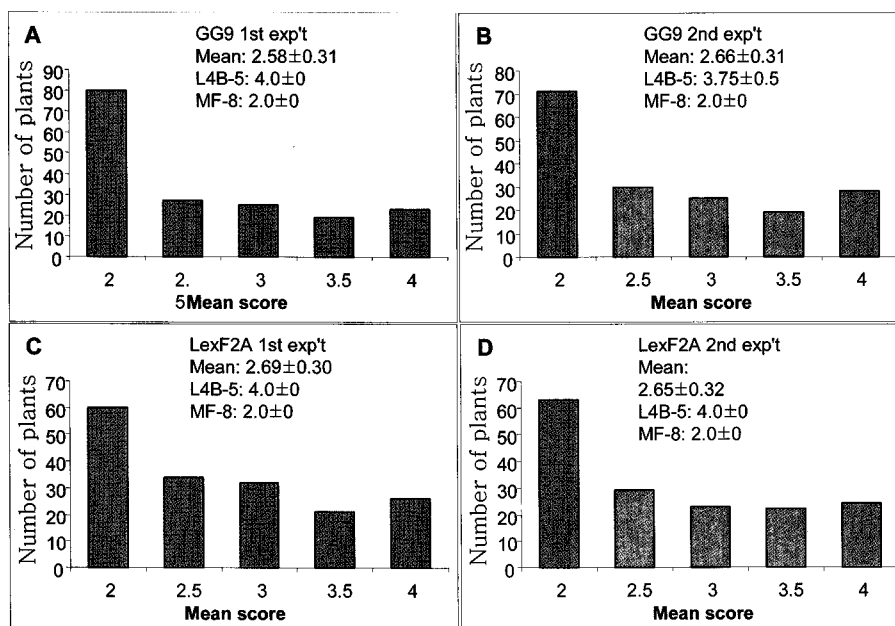 A
GG9 1st exp't
Mean: 2.58±0.31
L4B-5: 4.0±0
MF-8: 2.0±0
Number of plants
90
80
70
60
50
40
30
20
10
0
2 2. 3 3.5 4
5Mean score
B
GG9 2nd exp't
Mean: 2.66±0.31
L4B-5: 3.75±0.5
MF-8: 2.0±0
Number of plants
80
70
60
50
40
30
20
10
0
2 2.5 3 3.5 4
Mean score
C
LexF2A 1st exp't
Mean: 2.69±0.30
L4B-5: 4.0±0
MF-8: 2.0±0
Number of plants
70
60
50
40
30
20
10
0
2 2.5 3 3.5 4
Mean score
D
LexF2A 2nd exp't
Mean:
2.65±0.32
L4B-5: 4.0±0
MF-8: 2.0±0
Number of plants
70
60
50
40
30
20
10
0
2 2.5 3 3.5 4
Mean score